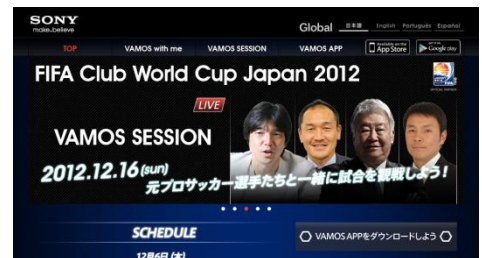 SONY
make.believe
Global 日本語 English Português Español
TOP VAMOS with me VAMOS SESSION VAMOS APP Available on the App Store Google play
FIFA Club World Cup Japan 2012
LIVE
VAMOS SESSION
2012.12.16 (sun)
元プロサッカー選手たちと一緒に試合を観戦しよう!
SCHEDULE
VAMOS APPをダウンロードしよう
12月6日 (木)